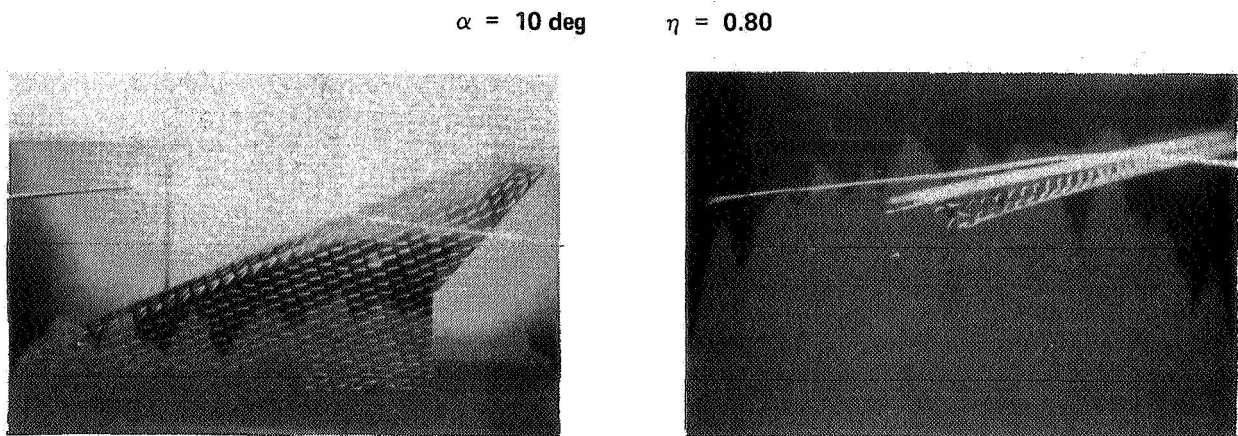 α = 10 deg η = 0.80